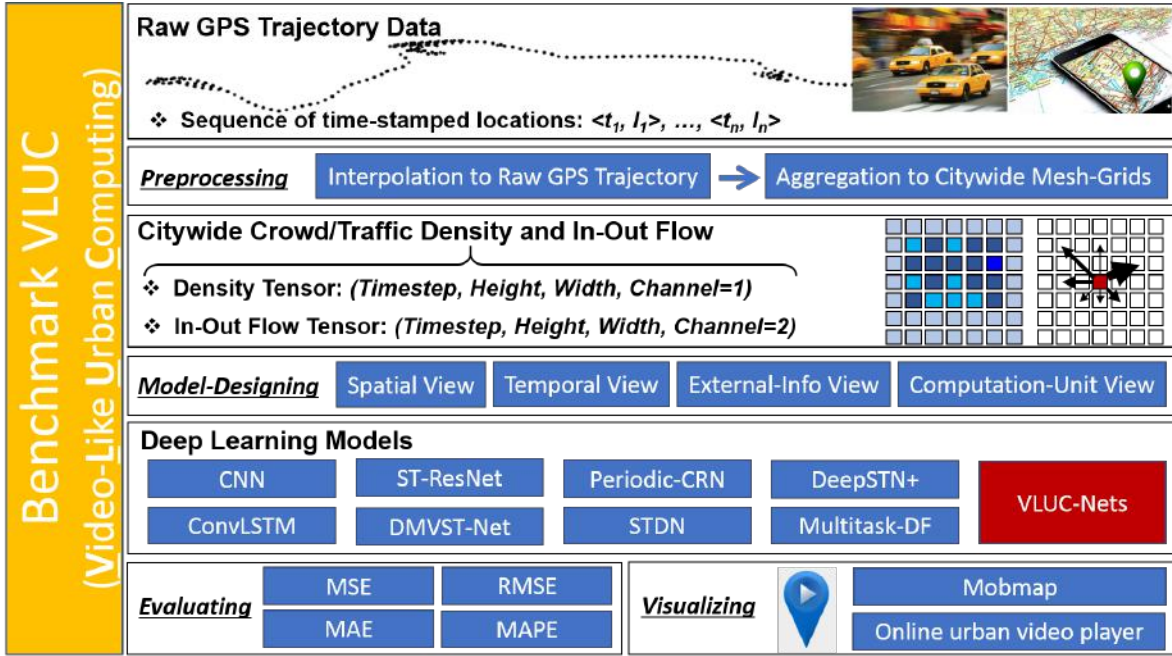 Benchmark VLUC
(Video-Like Urban Computing)
Raw GPS Trajectory Data
❖ Sequence of time-stamped locations: <t1, l1>, …, <tn, ln>
Preprocessing
Interpolation to Raw GPS Trajectory
Aggregation to Citywide Mesh-Grids
Citywide Crowd/Traffic Density and In-Out Flow
❖ Density Tensor: (Timestep, Height, Width, Channel=1)
❖ In-Out Flow Tensor: (Timestep, Height, Width, Channel=2)
Model-Designing
Spatial View
Temporal View
External-Info View
Computation-Unit View
Deep Learning Models
CNN
ST-ResNet
Periodic-CRN
DeepSTN+
ConvLSTM
DMVST-Net
STDN
Multitask-DF
VLUC-Nets
Evaluating
MSE
RMSE
MAE
MAPE
Visualizing
Mobmap
Online urban video player